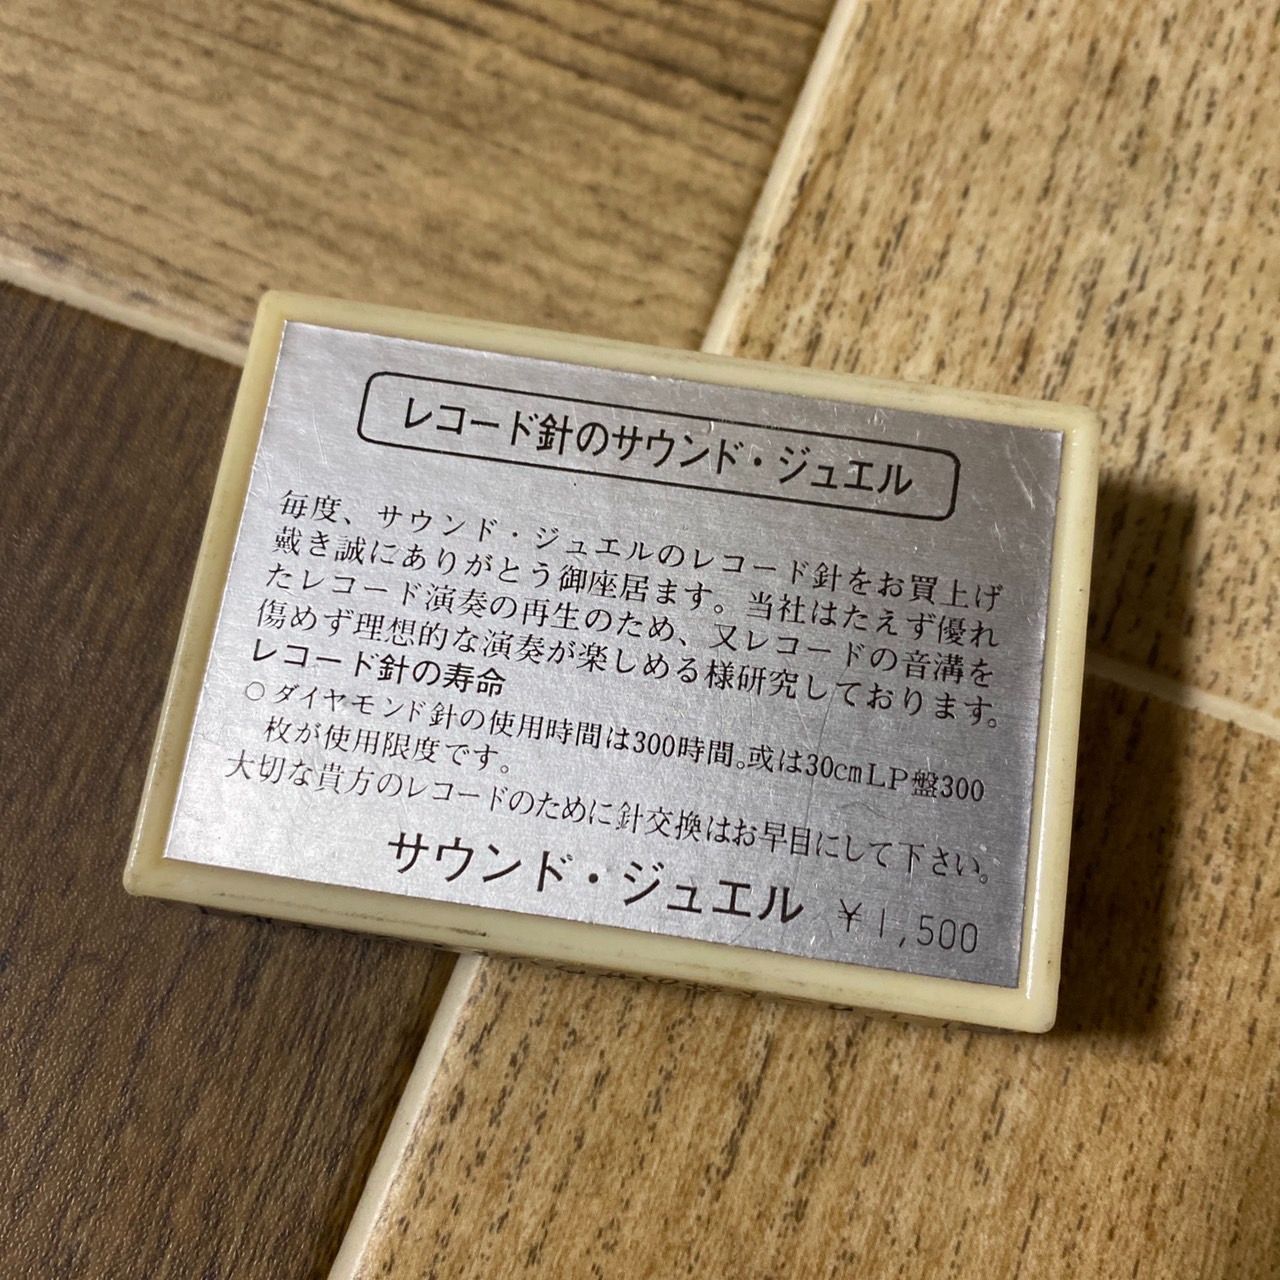 レコード針のサウンド・ジュエル
毎度、サウンド・ジュエルのレコード針をお買上げ
戴き誠にありがとう御座居ます。当社はたえず優れ
たレコード演奏の再生のため、又レコードの音溝を
傷めず理想的な演奏が楽しめる様研究しております。
レコード針の寿命
○ダイヤモンド針の使用時間は300時間。或は30cmLP盤300
枚が使用限度です。
大切な貴方のレコードのために針交換はお早目にして下さい。
サウンド・ジュエル ¥1,500